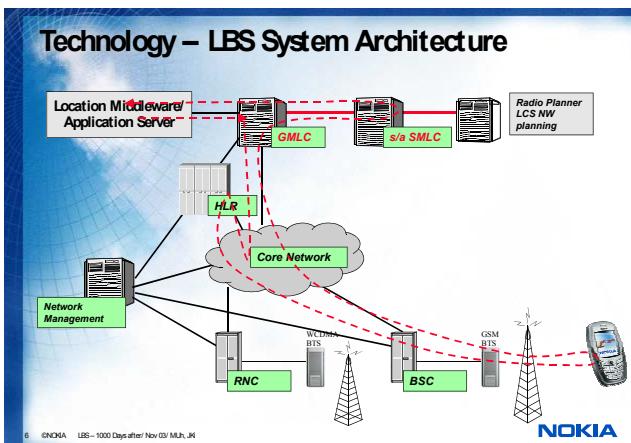 Technology – LBS System Architecture
Location Middleware/
Application Server
GMLC
s/a SMLC
Radio Planner
LCS NW
planning
HLR
Core Network
Network
Management
WCDMA
BTS
GSM
BTS
RNC
BSC
6 ©NOKIA LBS – 1000 Days after/ Nov 03/ MUh, JKi
NOKIA